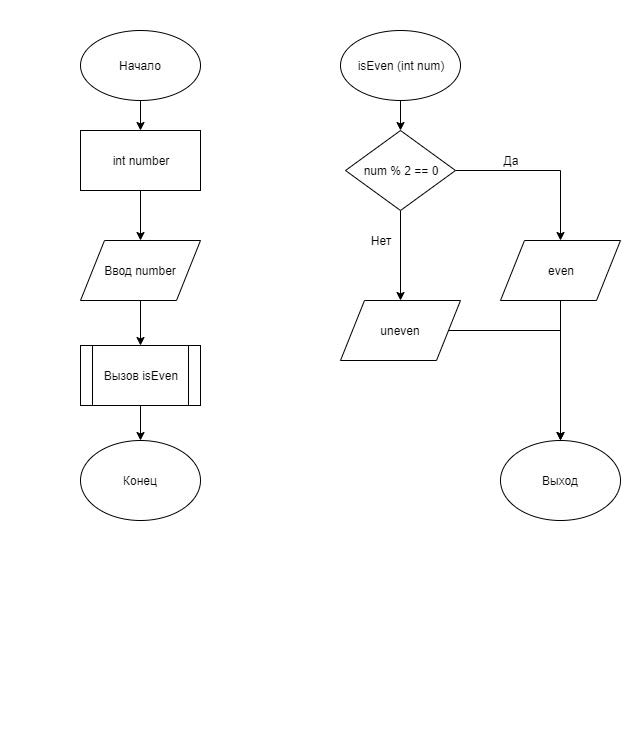 Начало
int number
Ввод number
Вызов isEven
Конец
isEven (int num)
num % 2 == 0
Да
Нет
even
uneven
Выход